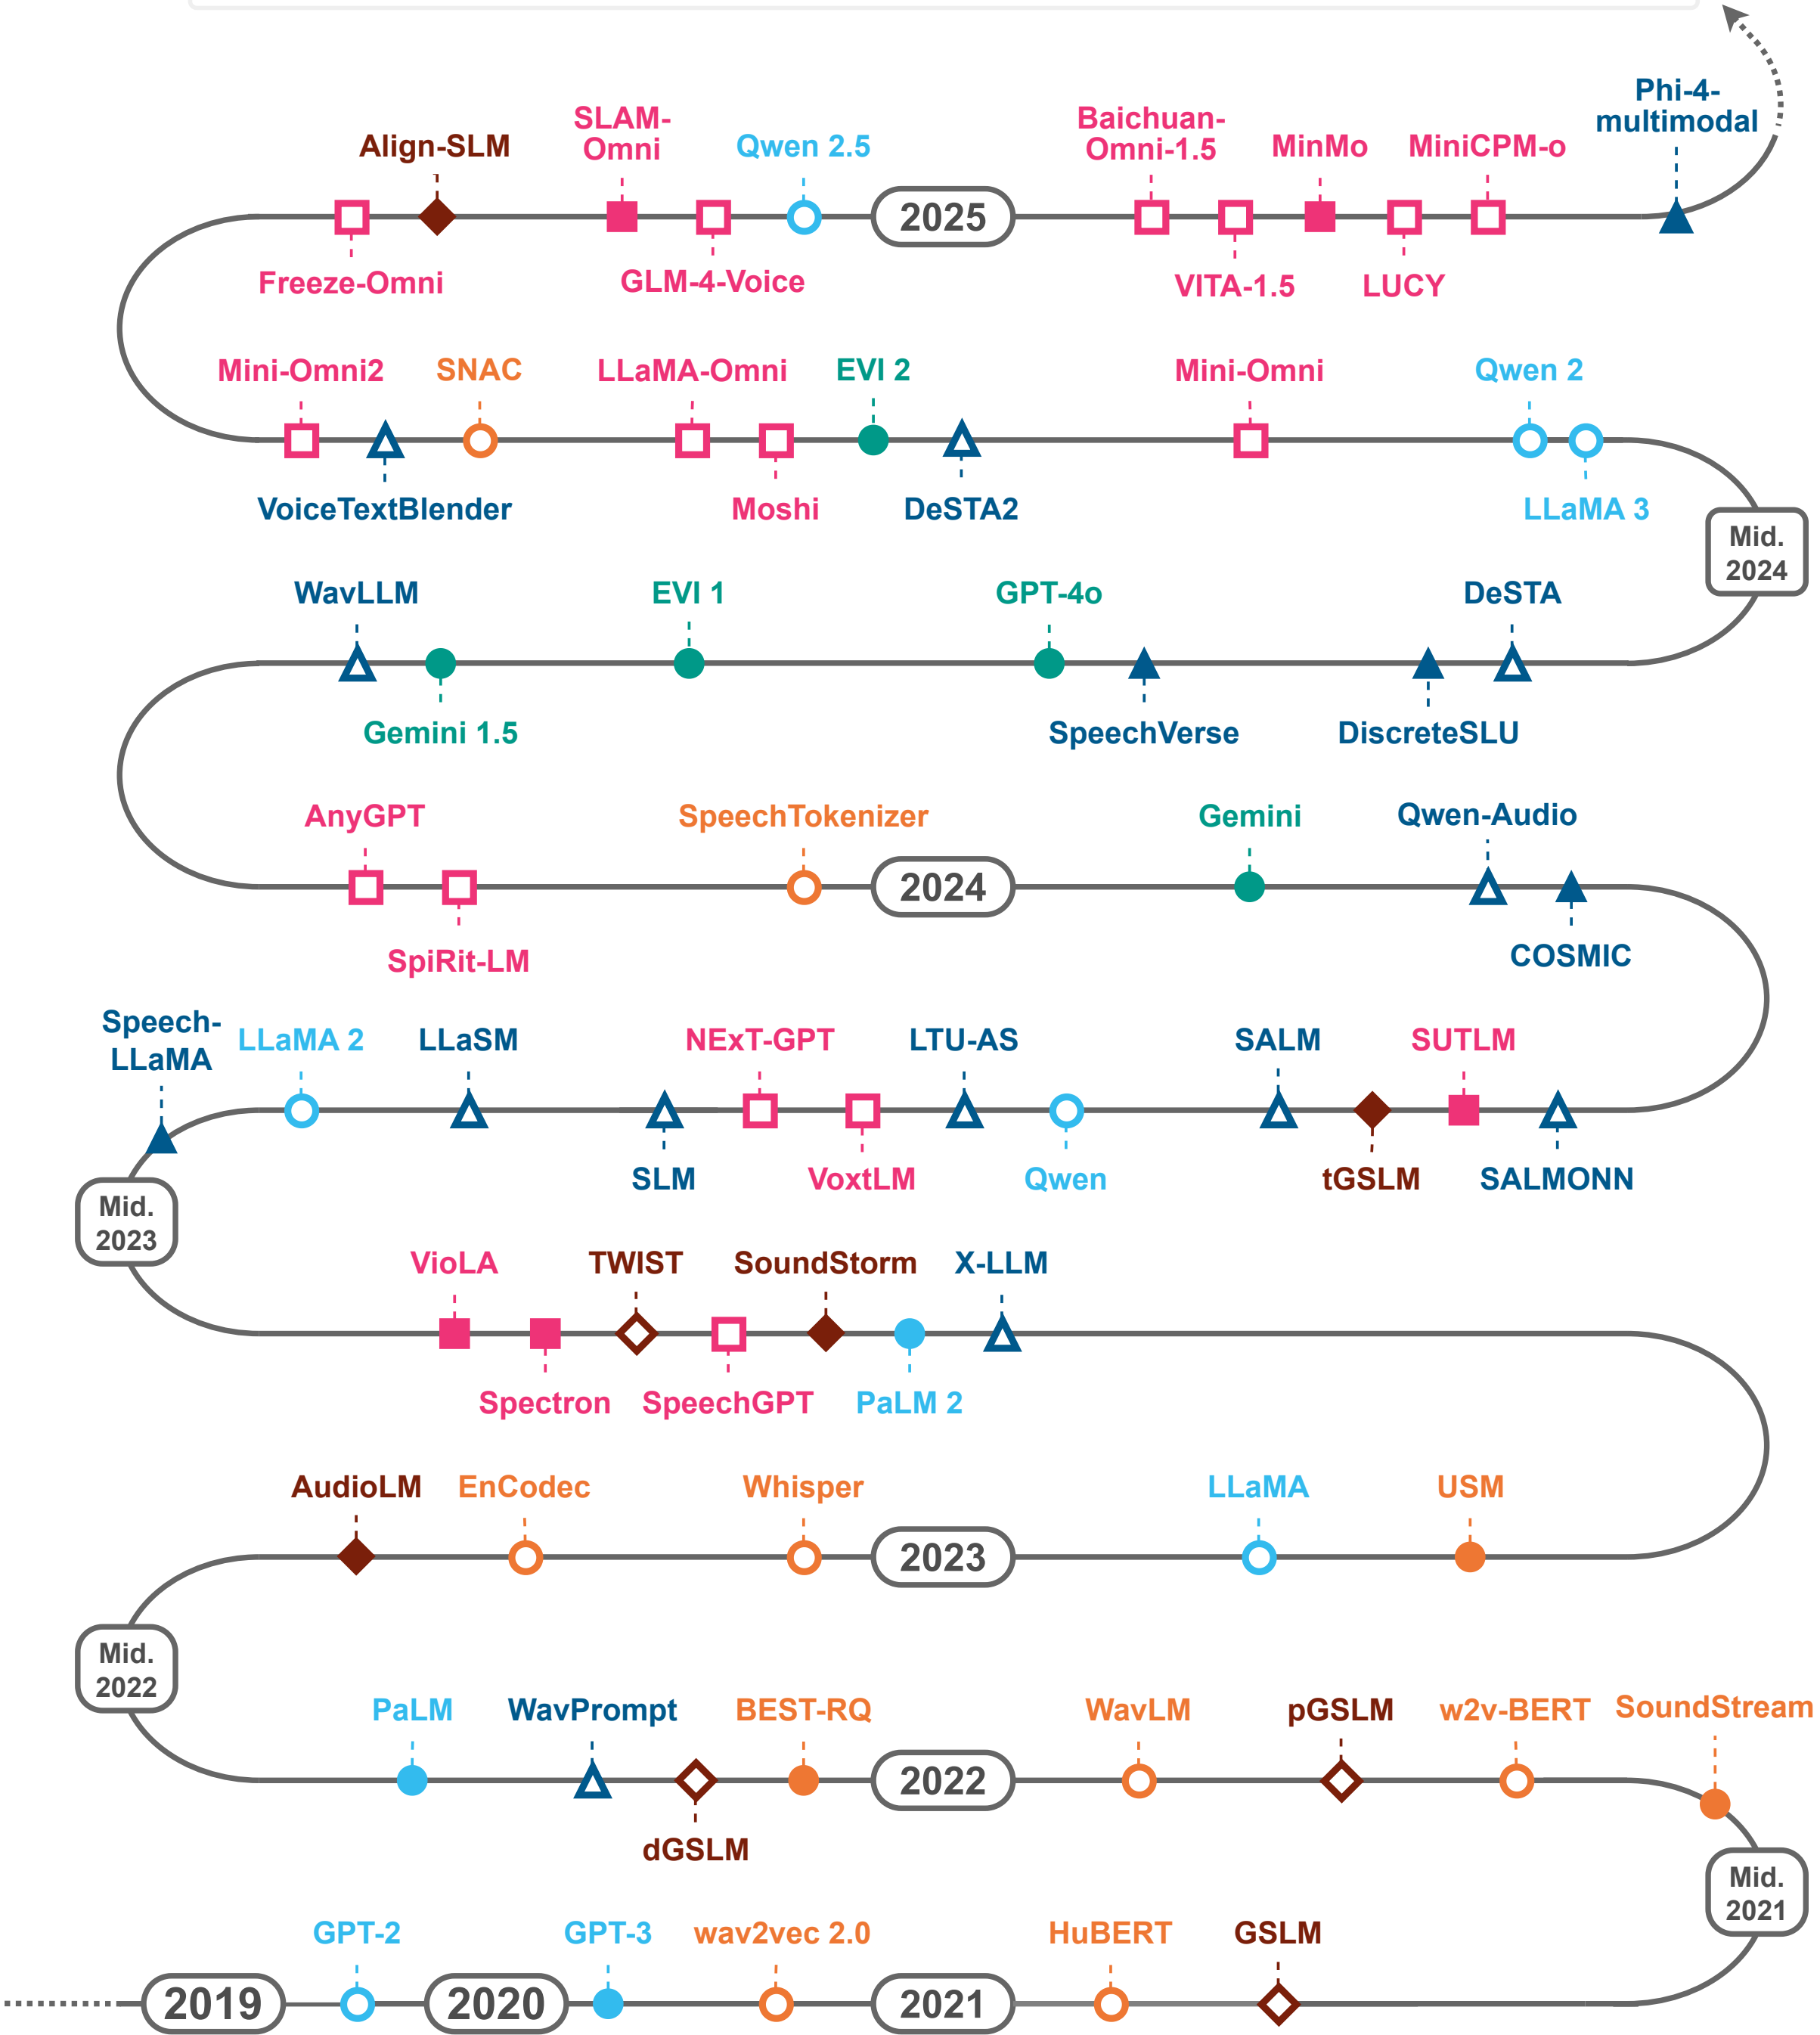 Phi-4-
multimodal
Align-SLM
SLAM-
Omni
Qwen 2.5
Baichuan-
Omni-1.5
MinMo
MiniCPM-o
2025
Freeze-Omni
GLM-4-Voice
VITA-1.5
LUCY
Mini-Omni2
SNAC
LLaMA-Omni
EVI 2
Mini-Omni
Qwen 2
VoiceTextBlender
Moshi
DeSTA2
LLaMA 3
Mid.
2024
WavLLM
EVI 1
GPT-4o
DeSTA
Gemini 1.5
SpeechVerse
DiscreteSLU
AnyGPT
SpeechTokenizer
Gemini
Qwen-Audio
2024
SpiRit-LM
COSMIC
Speech-
LLaMA
LLaMA 2
LLaSM
NExT-GPT
LTU-AS
SALM
SUTLM
SLM
VoxtLM
Qwen
tGSLM
SALMONN
Mid.
2023
VioLA
TWIST
SoundStorm
X-LLM
Spectron
SpeechGPT
PaLM 2
AudioLM
EnCodec
Whisper
LLaMA
USM
2023
Mid.
2022
PaLM
WavPrompt
BEST-RQ
WavLM
pGSLM
w2v-BERT
SoundStream
2022
dGSLM
Mid.
2021
GPT-2
GPT-3
wav2vec 2.0
HuBERT
GSLM
2019
2020
2021